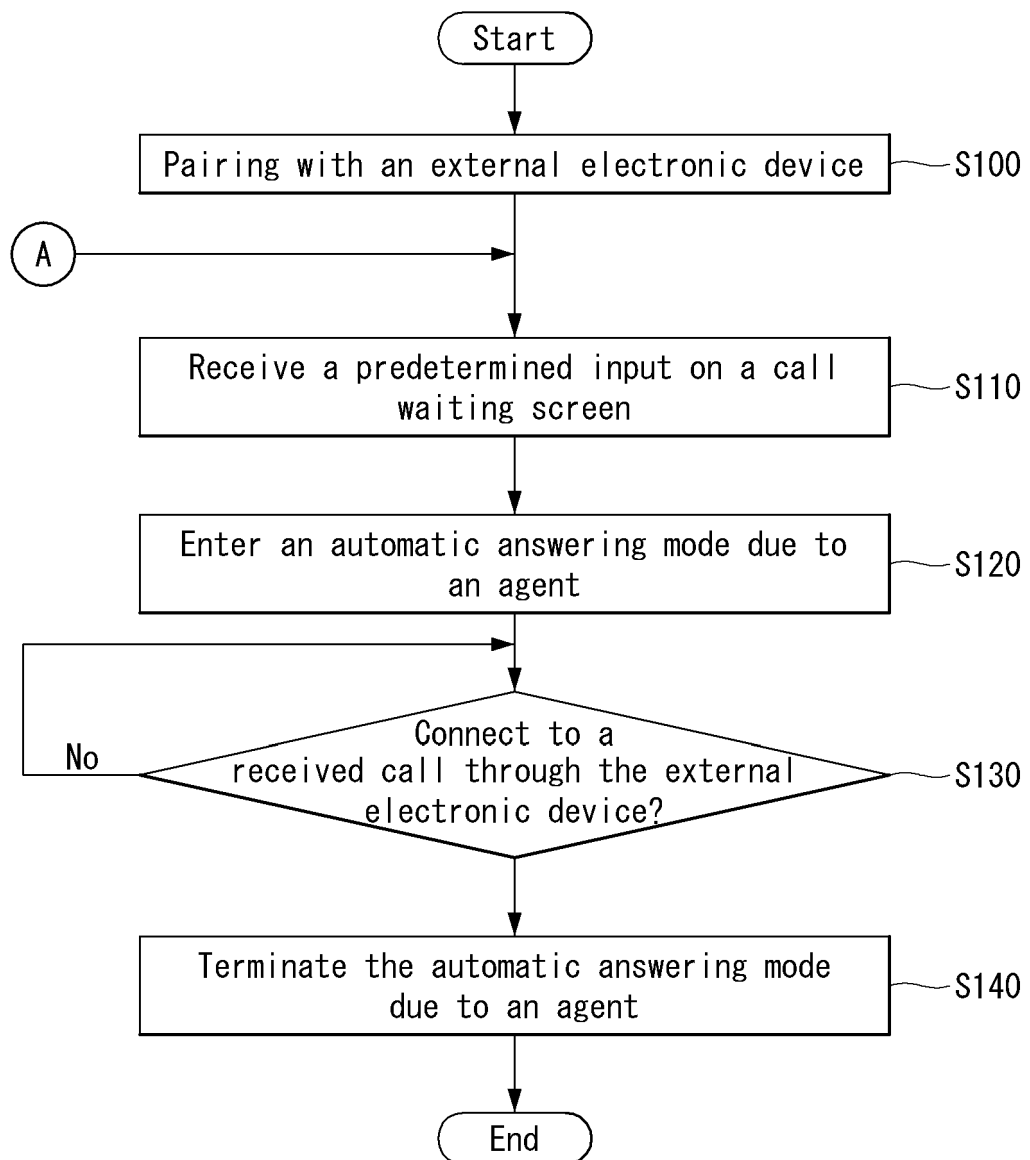 Start
Pairing with an external electronic device
S100
A
Receive a predetermined input on a call
waiting screen
S110
Enter an automatic answering mode due to
an agent
S120
Connect to a
received call through the external
electronic device?
No
S130
Terminate the automatic answering mode
due to an agent
S140
End